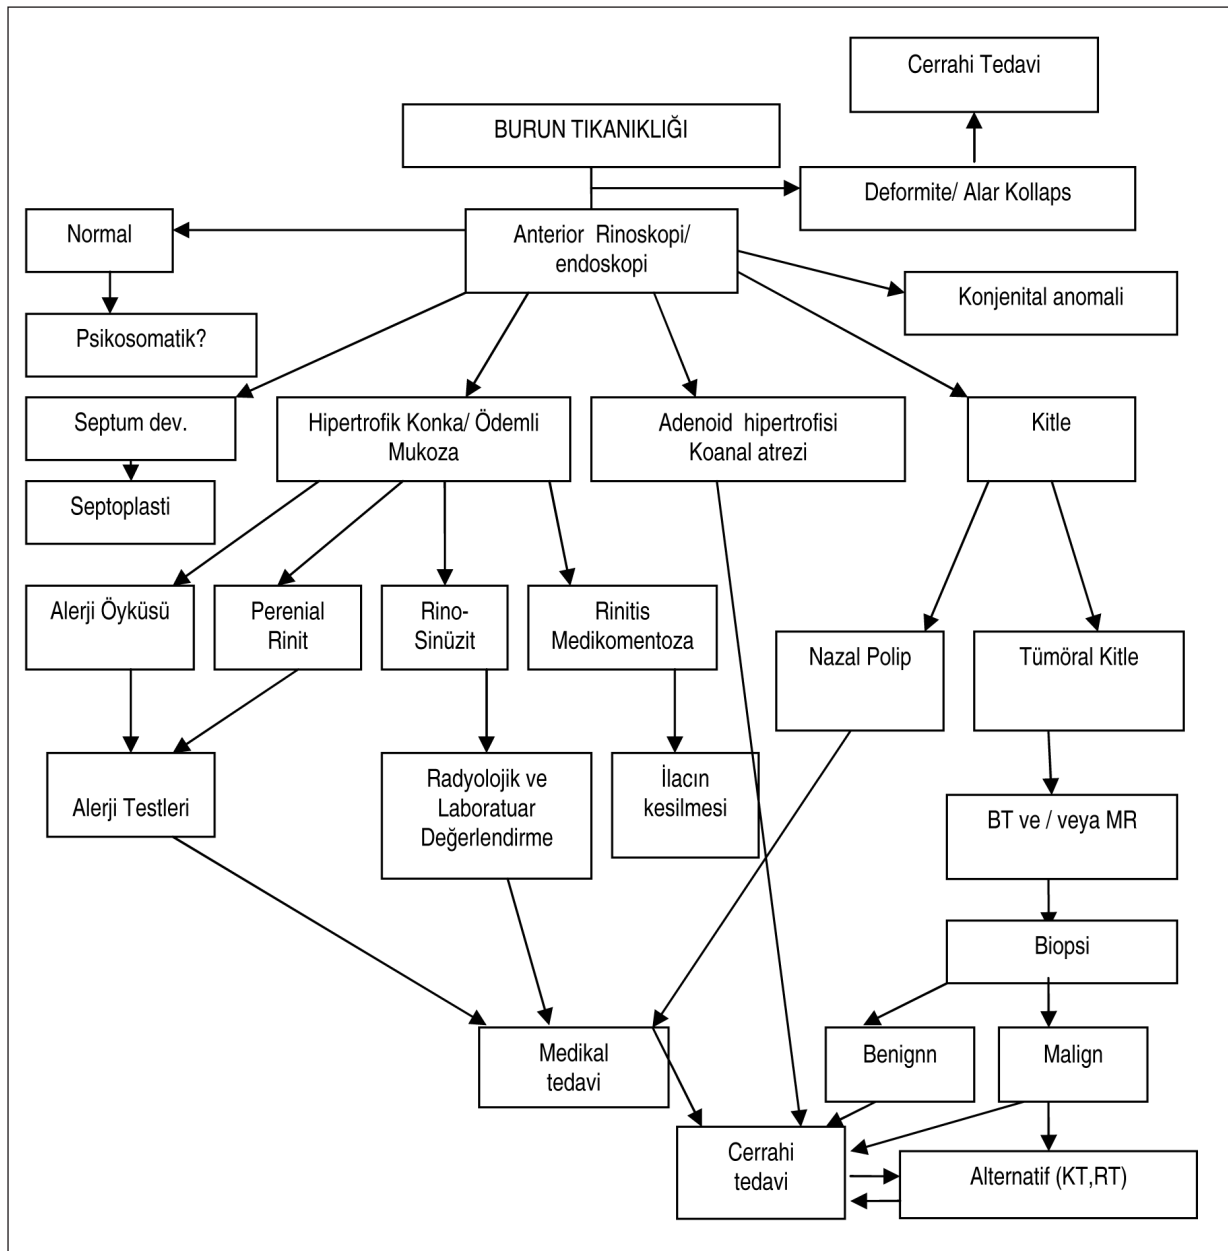 Cerrahi Tedavi
BURUN TIKANIKLIĞI
Deformite/ Alar Kollaps
Normal
Anterior Rinoskopi/
endoskopi
Konjenital anomali
Psikosomatik?
Septum dev.
Hipertrofik Konka/ Ödemli
Mukoza
Adenoid hipertrofisi
Koanal atrezi
Kitle
Septoplasti
Alerji Öyküsü
Perenial
Rinit
Rino-
Sinüzit
Rinitis
Medikomentoza
Nazal Polip
Tümöral Kitle
Alerji Testleri
Radyolojik ve
Laboratuar
Değerlendirme
İlacın
kesilmesi
BT ve / veya MR
Biopsi
Medikal
tedavi
Benignn
Malign
Cerrahi
tedavi
Alternatif (KT,RT)